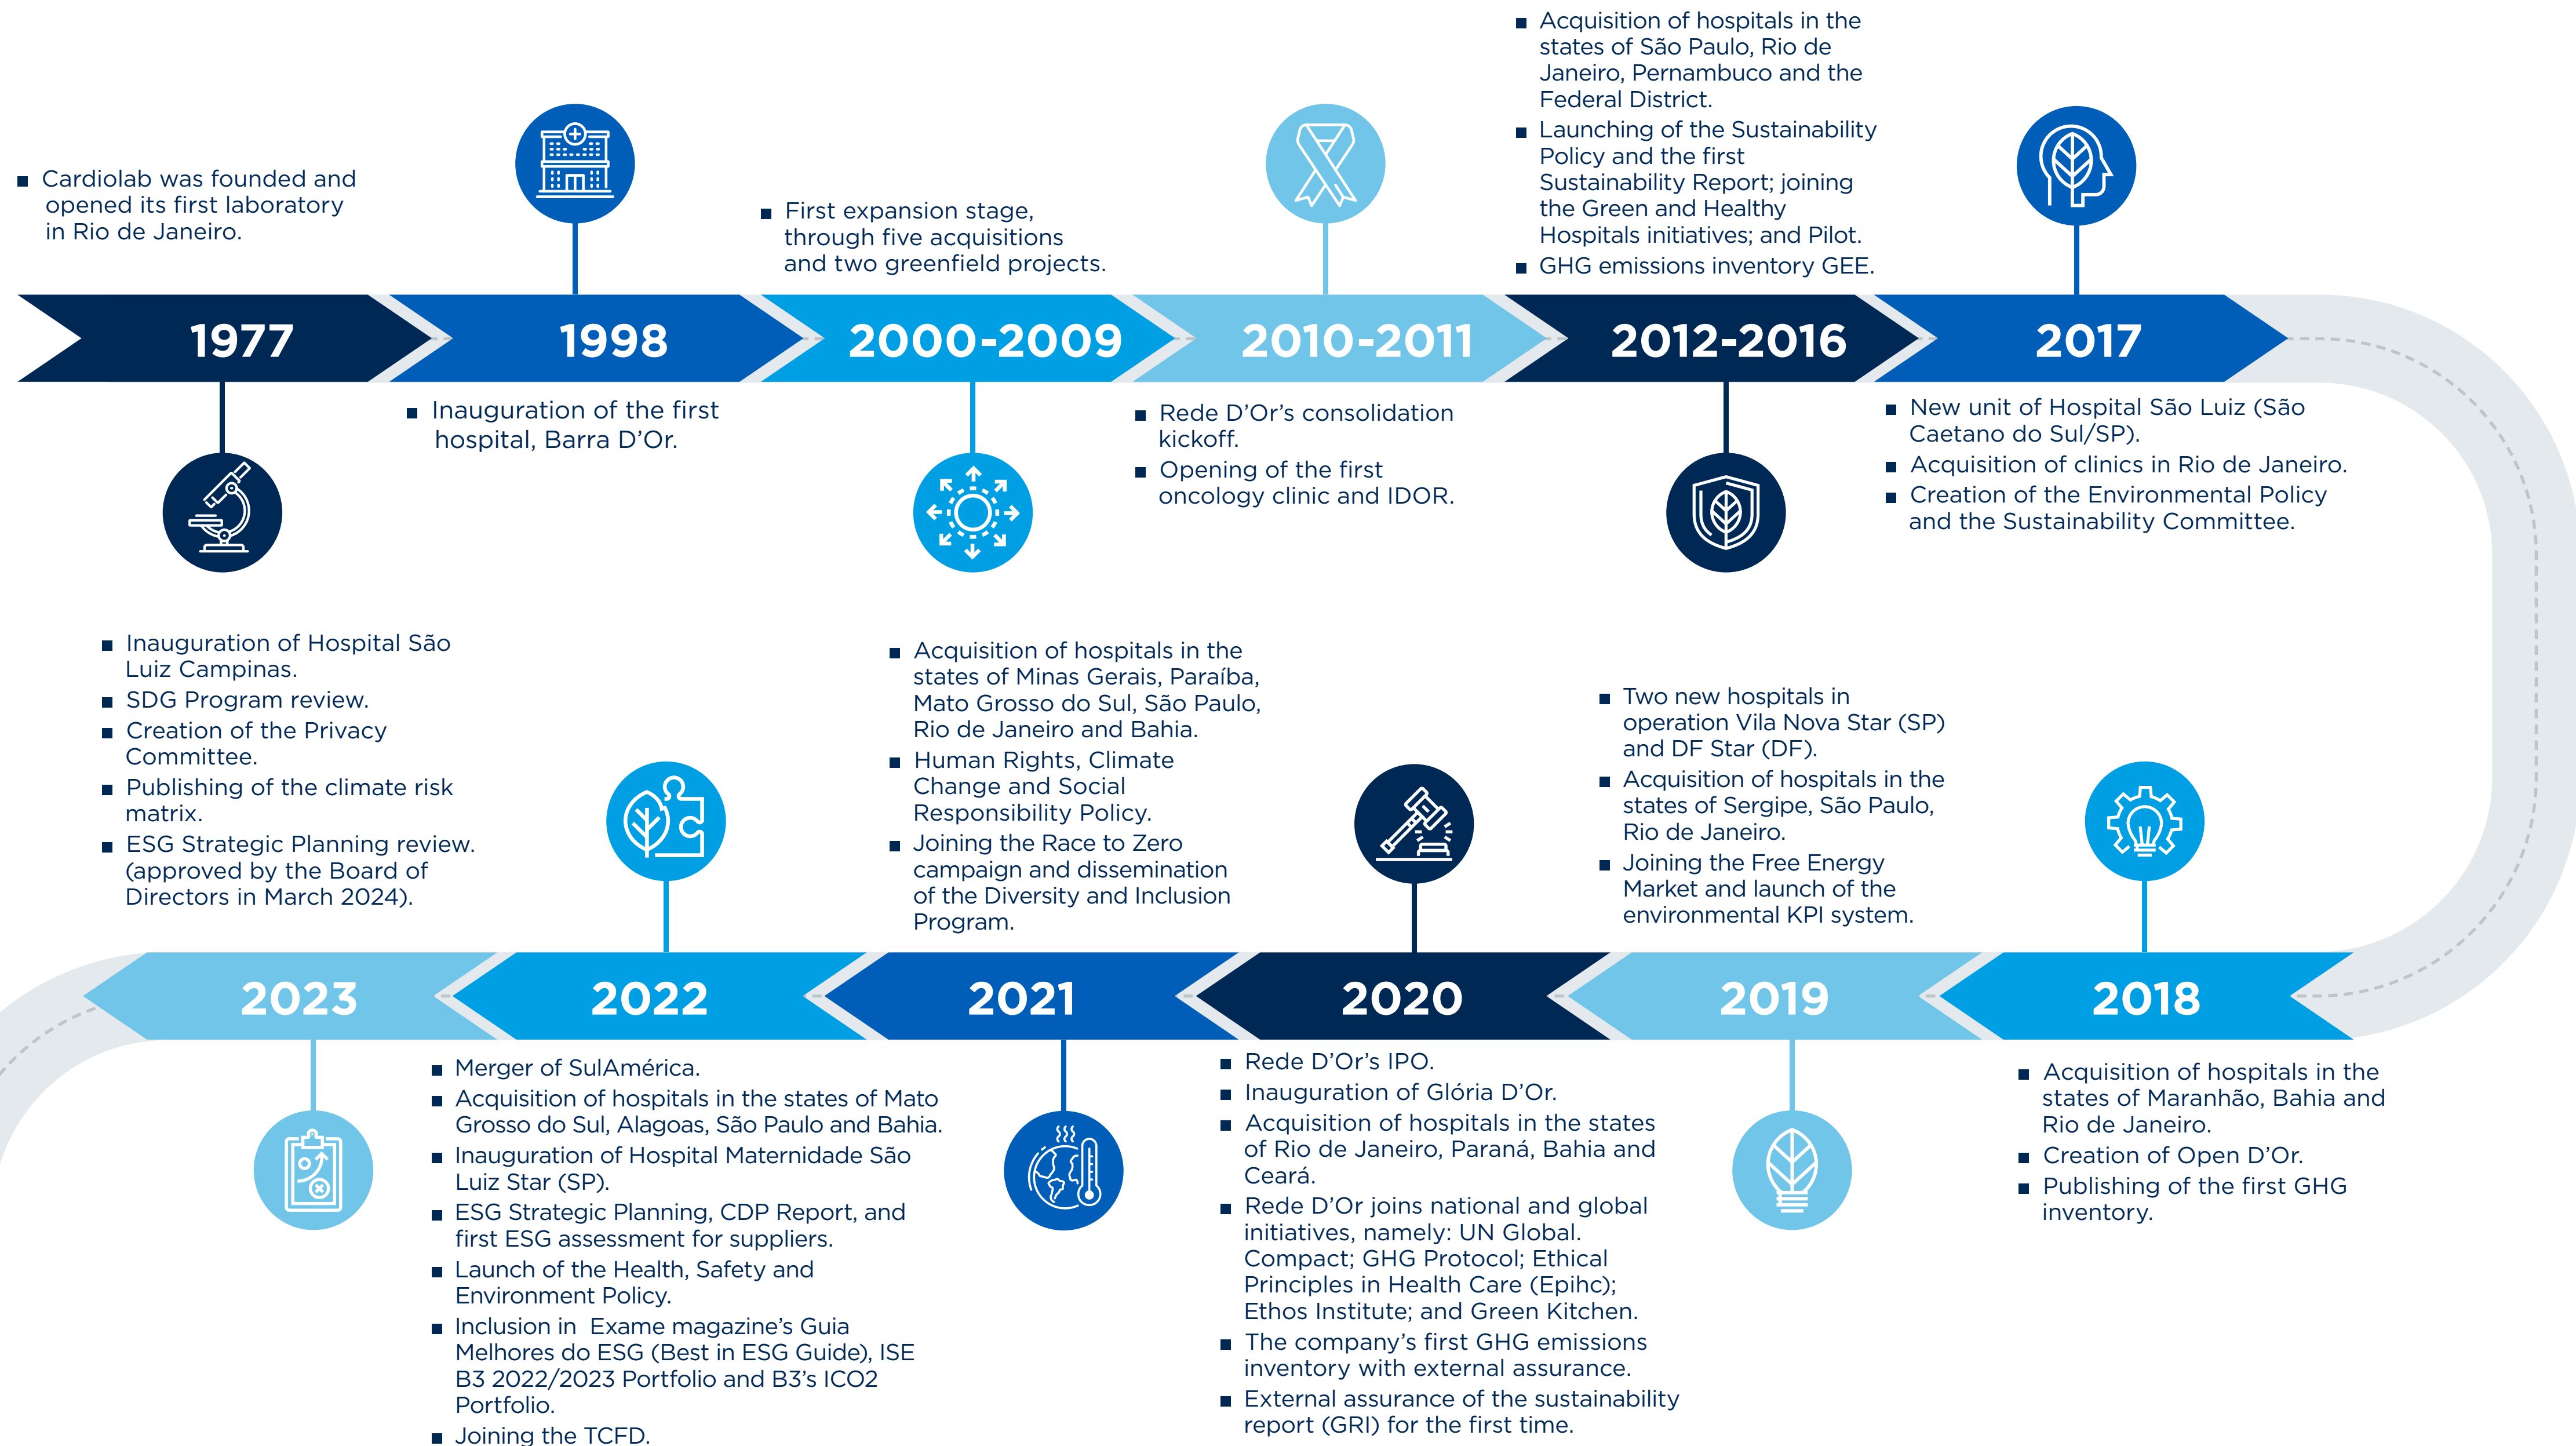 ■ Cardiolab was founded and
opened its first laboratory
in Rio de Janeiro.
1977
1998
■ Inauguration of the first
hospital, Barra D’Or.
■ First expansion stage,
through five acquisitions
and two greenfield projects.
2000-2009
2010-2011
■ Rede D’Or’s consolidation
kickoff.
■ Opening of the first
oncology clinic and IDOR.
■ Acquisition of hospitals in the
states of São Paulo, Rio de
Janeiro, Pernambuco and the
Federal District.
■ Launching of the Sustainability
Policy and the first
Sustainability Report; joining
the Green and Healthy
Hospitals initiatives; and Pilot.
■ GHG emissions inventory GEE.
2012-2016
2017
■ New unit of Hospital São Luiz (São
Caetano do Sul/SP).
■ Acquisition of clinics in Rio de Janeiro.
■ Creation of the Environmental Policy
and the Sustainability Committee.
2018
■ Acquisition of hospitals in the
states of Maranhão, Bahia and
Rio de Janeiro.
■ Creation of Open D’Or.
■ Publishing of the first GHG
inventory.
■ Two new hospitals in
operation Vila Nova Star (SP)
and DF Star (DF).
■ Acquisition of hospitals in the
states of Sergipe, São Paulo,
Rio de Janeiro.
■ Joining the Free Energy
Market and launch of the
environmental KPI system.
2019
2020
■ Rede D’Or’s IPO.
■ Inauguration of Glória D’Or.
■ Acquisition of hospitals in the states
of Rio de Janeiro, Paraná, Bahia and
Ceará.
■ Rede D’Or joins national and global
initiatives, namely: UN Global.
Compact; GHG Protocol; Ethical
Principles in Health Care (Epihc);
Ethos Institute; and Green Kitchen.
■ The company’s first GHG emissions
inventory with external assurance.
■ External assurance of the sustainability
report (GRI) for the first time.
■ Acquisition of hospitals in the
states of Minas Gerais, Paraíba,
Mato Grosso do Sul, São Paulo,
Rio de Janeiro and Bahia.
■ Human Rights, Climate
Change and Social
Responsibility Policy.
■ Joining the Race to Zero
campaign and dissemination
of the Diversity and Inclusion
Program.
2021
2022
■ Merger of SulAmérica.
■ Acquisition of hospitals in the states of Mato
Grosso do Sul, Alagoas, São Paulo and Bahia.
■ Inauguration of Hospital Maternidade São
Luiz Star (SP).
■ ESG Strategic Planning, CDP Report, and
first ESG assessment for suppliers.
■ Launch of the Health, Safety and
Environment Policy.
■ Inclusion in Exame magazine’s Guia
Melhores do ESG (Best in ESG Guide), ISE
B3 2022/2023 Portfolio and B3’s ICO2
Portfolio.
■ Joining the TCFD.
■ Inauguration of Hospital São
Luiz Campinas.
■ SDG Program review.
■ Creation of the Privacy
Committee.
■ Publishing of the climate risk
matrix.
■ ESG Strategic Planning review.
(approved by the Board of
Directors in March 2024).
2023